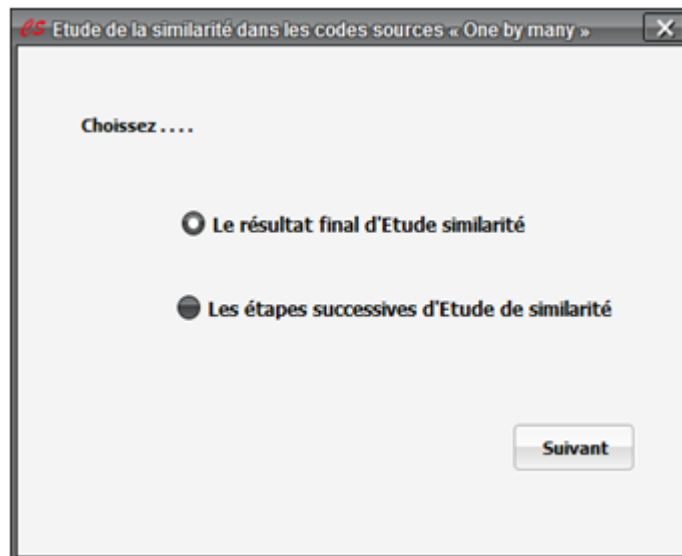 CS Etude de la similarité dans les codes sources « One by many »
Choissez . . . .
Le résultat final d'Etude similarité
Les étapes successives d'Etude de similarité
Suivant